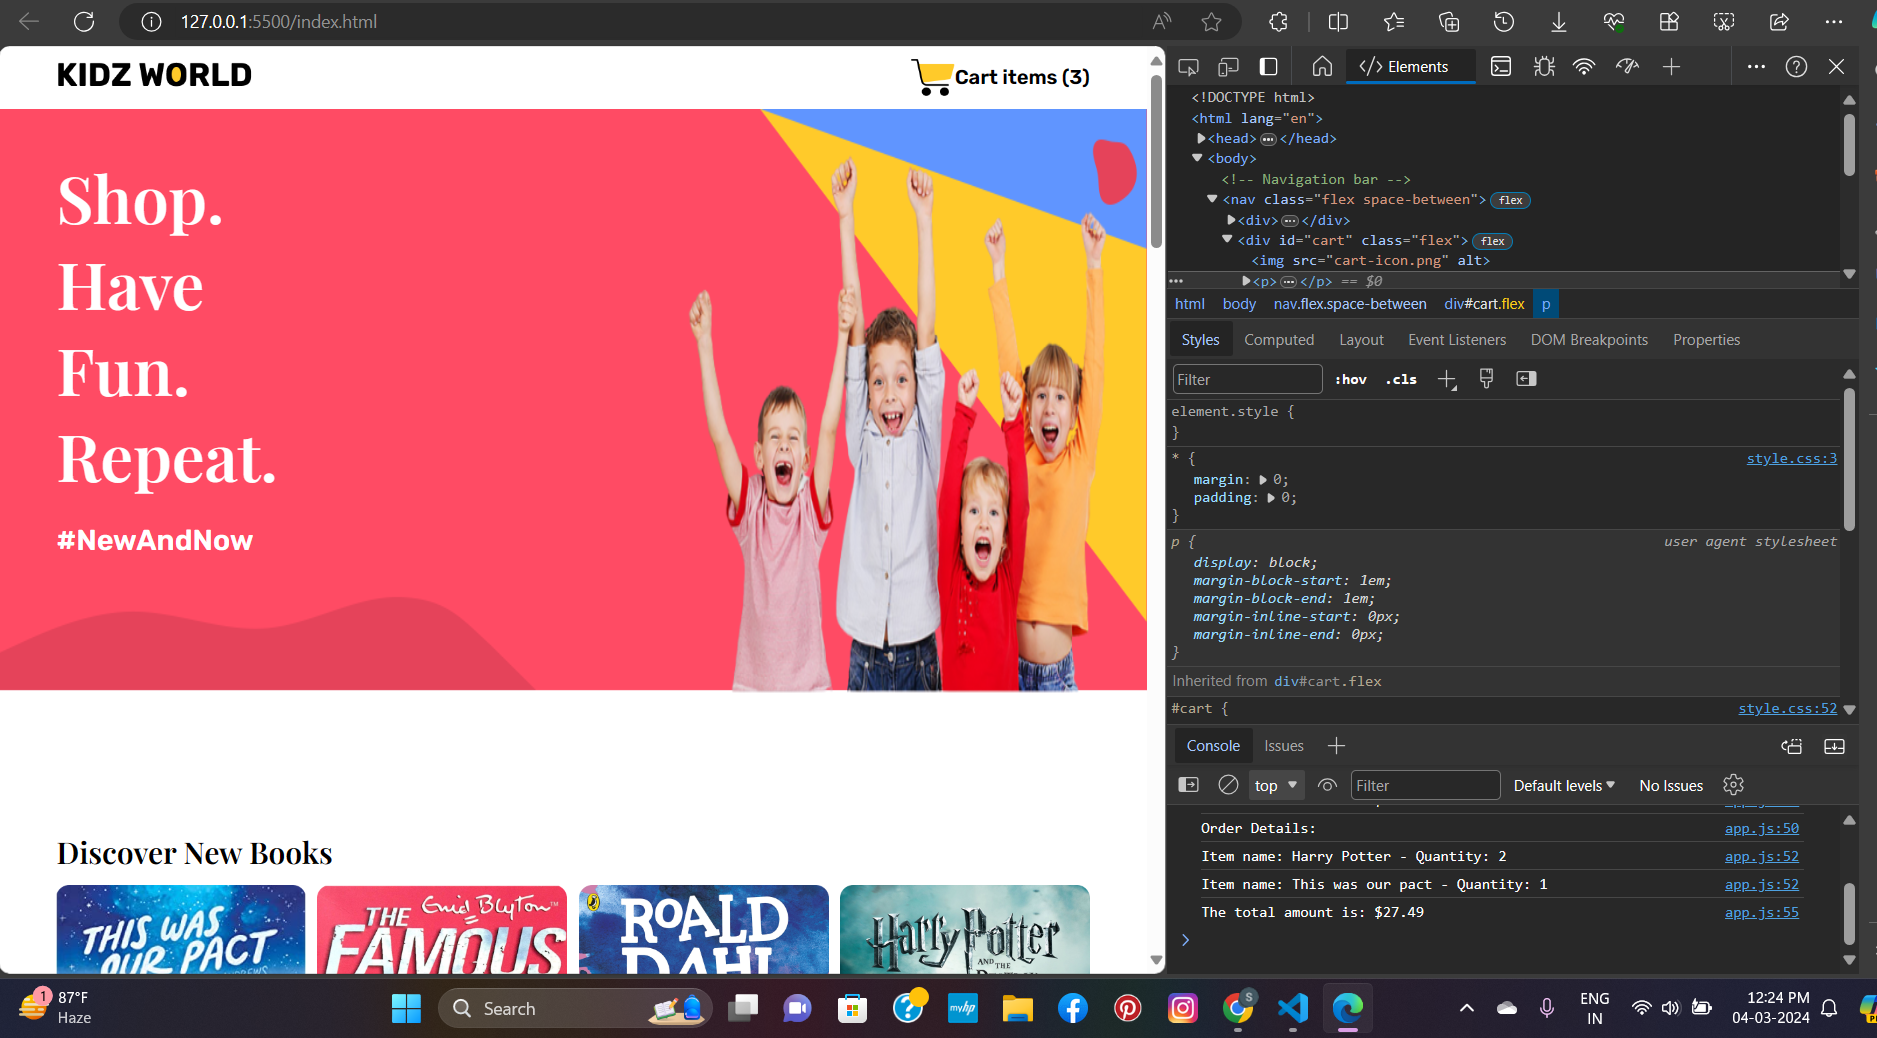 127.0.0.1:5500/index.html
KIDZ WORLD
Cart items (3)
Shop.
Have
Fun.
Repeat.
#NewAndNow
Discover New Books
THIS WAS
OUR PACT
THE
Enid Blyton™
FAMOUS
ROALD
DAHL
Harry Potter
AND THE
Elements
<!DOCTYPE html>
<html lang="en">
<head> ••• </head>
<body>
<!-- Navigation bar -->
<nav class="flex space-between"> flex
<div> ••• </div>
<div id="cart" class="flex"> flex
<img src="cart-icon.png" alt>
••• <p> ••• </p> == $0
html body nav.flex.space-between div#cart.flex p
Styles Computed Layout Event Listeners DOM Breakpoints Properties
Filter :hov .cls
element.style {
}
* { style.css:3
margin: 0;
padding: 0;
}
p { user agent stylesheet
display: block;
margin-block-start: 1em;
margin-block-end: 1em;
margin-inline-start: 0px;
margin-inline-end: 0px;
}
Inherited from div#cart.flex
#cart { style.css:52
Console Issues
top Filter Default levels No Issues
Order Details: app.js:50
Item name: Harry Potter - Quantity: 2 app.js:52
Item name: This was our pact - Quantity: 1 app.js:52
The total amount is: $27.49 app.js:55
1
87°F
Haze
Search
myhp
S
ENG
IN
12:24 PM
04-03-2024